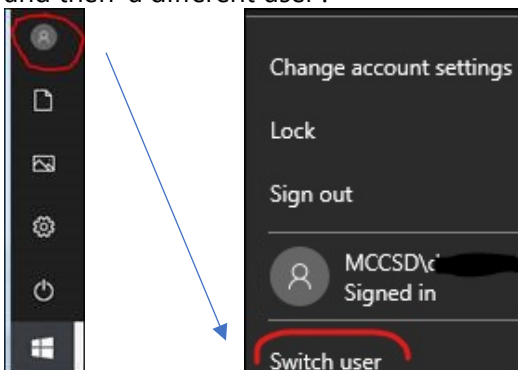 and then a different user.
Change account settings
Lock
Sign out
MCCSD\
Signed in
Switch user